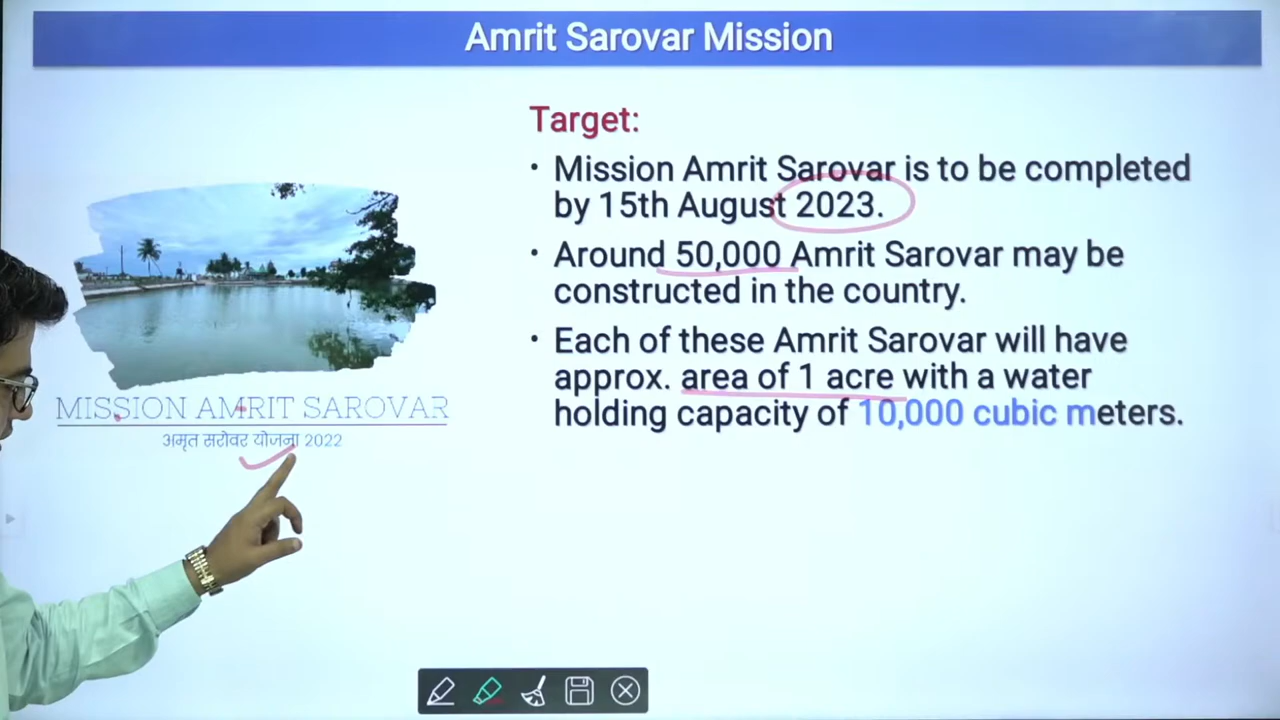 Amrit Sarovar Mission
Target:
• Mission Amrit Sarovar is to be completed
by 15th August 2023.
• Around 50,000 Amrit Sarovar may be
constructed in the country.
• Each of these Amrit Sarovar will have
approx. area of 1 acre with a water
holding capacity of 10,000 cubic meters.
MISSION AMRIT SAROVAR
अमृत सरोवर योजना 2022